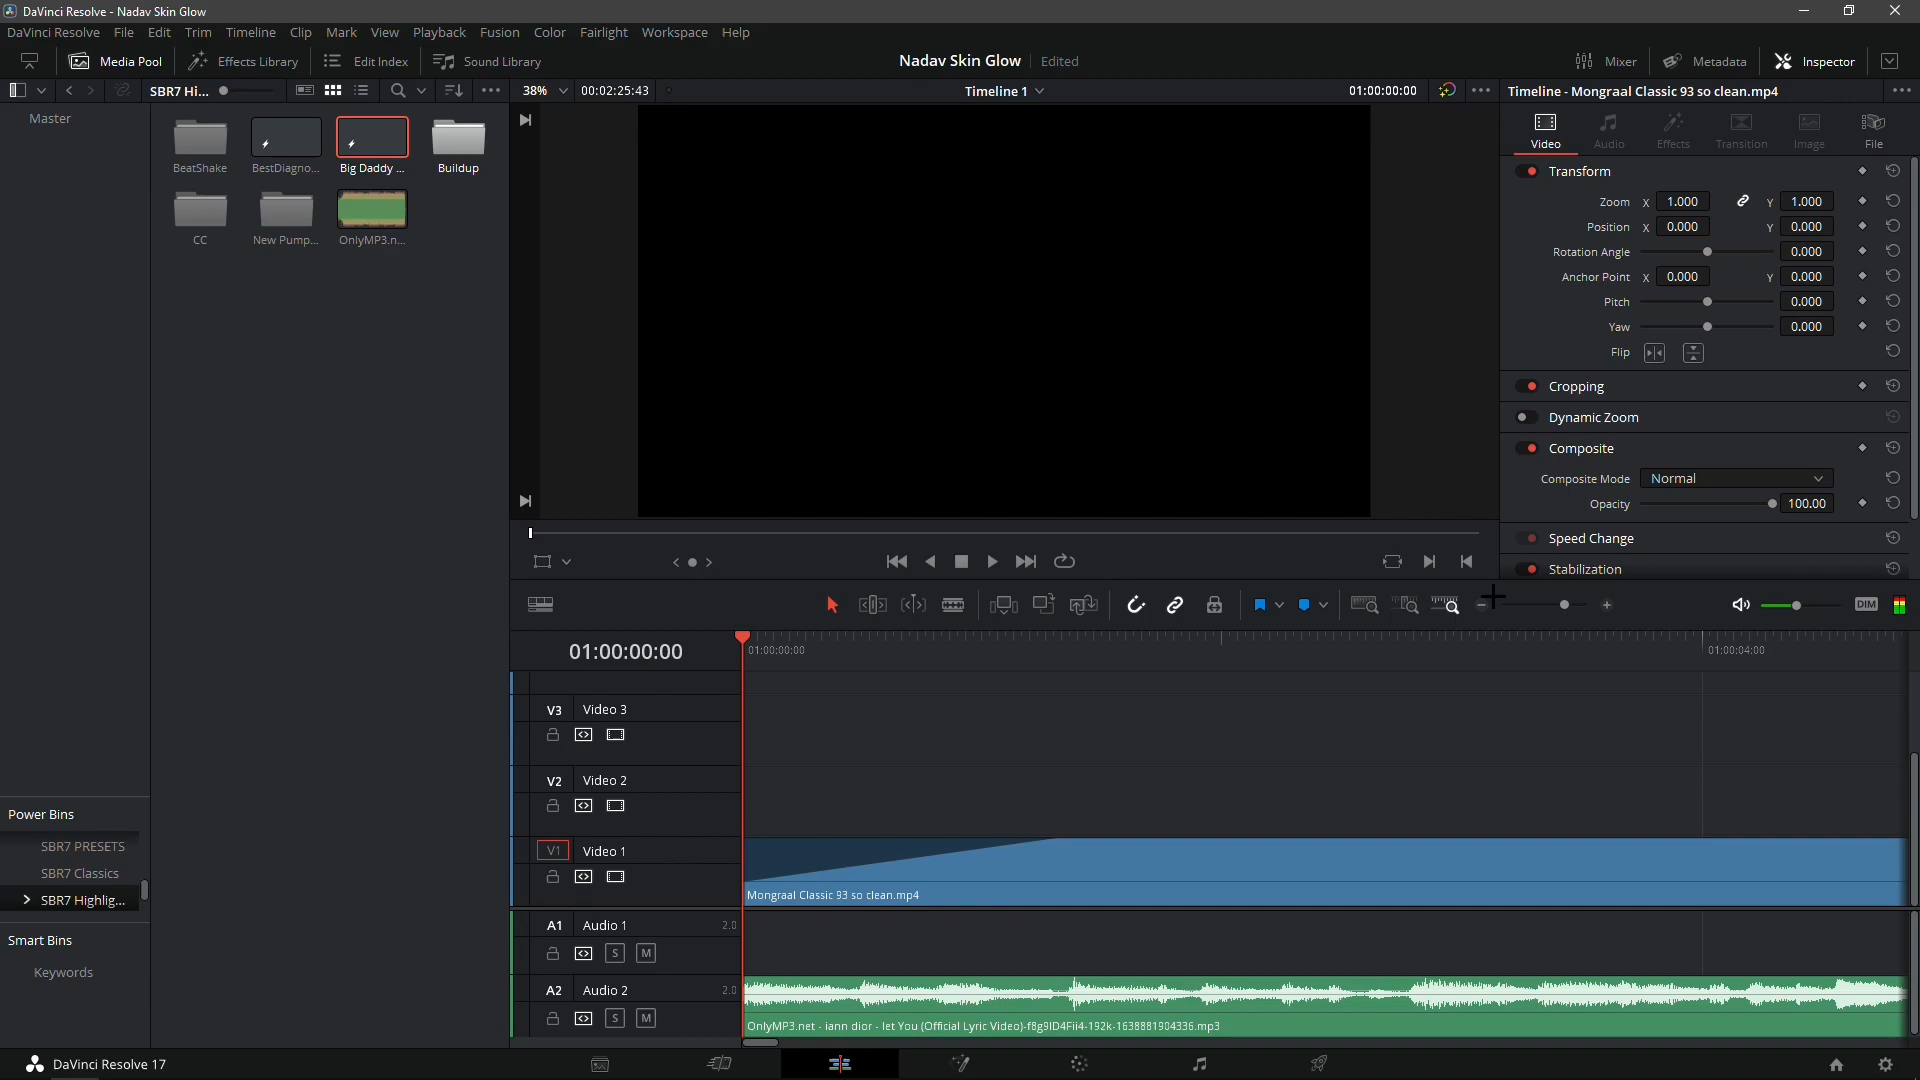 DaVinci Resolve - Nadav Skin Glow
DaVinci Resolve File Edit Trim Timeline Clip Mark View Playback Fusion Color Fairlight Workspace Help
Media Pool Effects Library Edit Index Sound Library Nadav Skin Glow Edited Mixer Metadata Inspector
SBR7 Hi... 38% 00:02:25:43 Timeline 1 01:00:00:00 Timeline - Mongraal Classic 93 so clean.mp4
Master
BeatShake BestDiagno... Big Daddy ... Buildup
CC New Pump... OnlyMP3.n...
Video Audio Effects Transition Image File
Transform
Zoom X 1.000 Y 1.000
Position X 0.000 Y 0.000
Rotation Angle 0.000
Anchor Point X 0.000 Y 0.000
Pitch 0.000
Yaw 0.000
Flip
Cropping
Dynamic Zoom
Composite
Composite Mode Normal
Opacity 100.00
Speed Change
Stabilization
DIM
01:00:00:00 01:00:00:00 01:00:04:00
V3 Video 3
V2 Video 2
V1 Video 1
Mongraal Classic 93 so clean.mp4
A1 Audio 1 2.0
S M
A2 Audio 2 2.0
S M
OnlyMP3.net - iann dior - let You (Official Lyric Video)-f8g9ID4Fii4-192k-1638881904336.mp3
Power Bins
SBR7 PRESETS
SBR7 Classics
SBR7 Highlig...
Smart Bins
Keywords
DaVinci Resolve 17